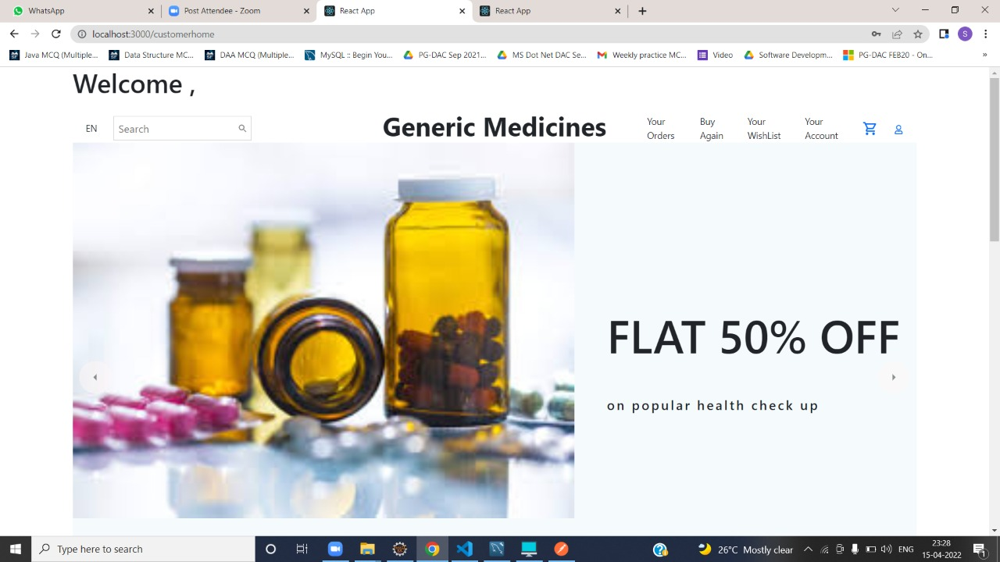 WhatsApp
Post Attendee - Zoom
React App
React App
localhost:3000/customerhome
S
Java MCQ (Multiple...
Data Structure MC...
DAA MCQ (Multiple...
MySQL :: Begin You...
PG-DAC Sep 2021...
MS Dot Net DAC Se...
Weekly practice MC...
Video
Software Developm...
PG-DAC FEB20 - On...
»
Welcome ,
EN
Search
Generic Medicines
Your Orders
Buy Again
Your WishList
Your Account
FLAT 50% OFF
on popular health check up
Type here to search
26°C Mostly clear
ENG
23:28
15-04-2022
1